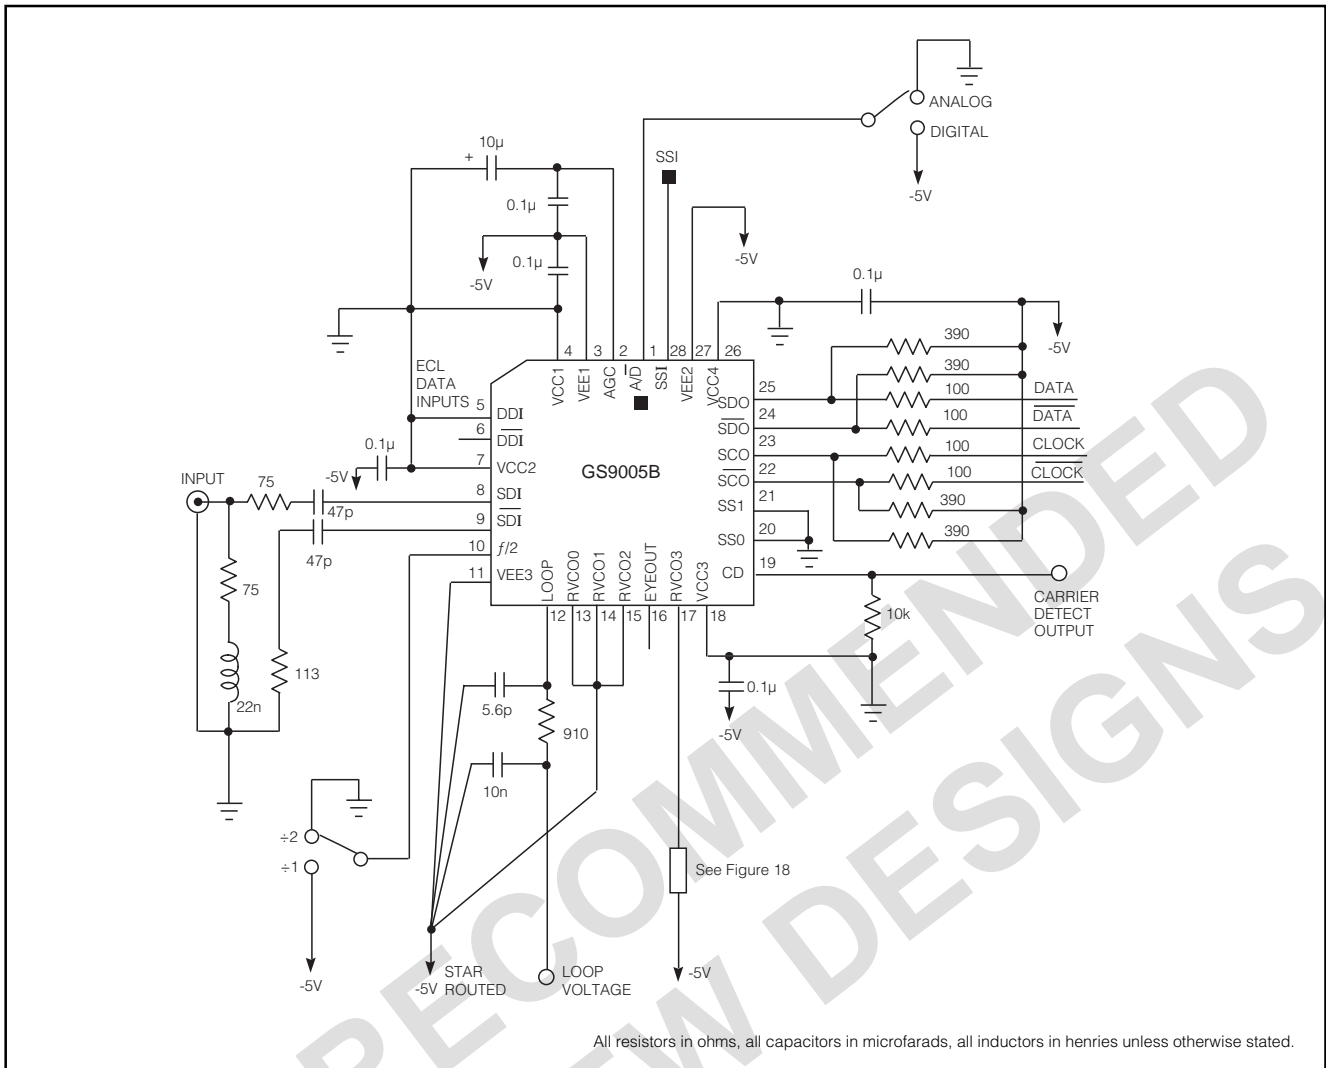 ANALOG
DIGITAL
-5V
10µ
+
SSI
0.1µ
0.1µ
-5V
-5V
0.1µ
-5V
4 3 2 1 28 27 26
VCC1 VEE1 AGC A/D SSI VEE2 VCC4
390
390
100 DATA
100 DATA
100 CLOCK
100 CLOCK
390
390
ECL
DATA
INPUTS
5 DDI
6 DDI
7 VCC2
8 SDI
9 SDI
10 f/2
11 VEE3
GS9005B
25 SDO
24 SDO
23 SCO
22 SCO
21 SS1
20 SS0
19 CD
0.1µ
-5V
INPUT
75
47p
47p
75
113
22n
LOOP RVCO0 RVCO1 RVCO2 EYEOUT RVCO3 VCC3
12 13 14 15 16 17 18
CARRIER
DETECT
OUTPUT
10k
0.1µ
-5V
5.6p
910
10n
÷2
÷1
-5V
See Figure 18
-5V
-5V
STAR
ROUTED
LOOP
VOLTAGE
RECOMMENDED
EW DESIGNS
All resistors in ohms, all capacitors in microfarads, all inductors in henries unless otherwise stated.